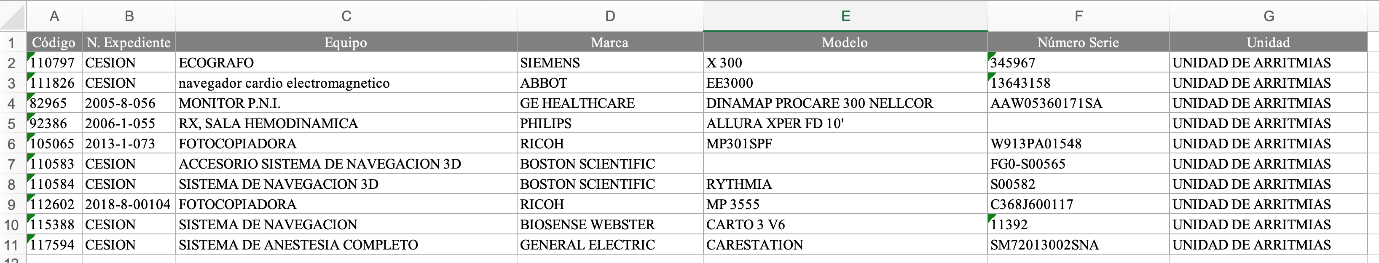 A B C D E F G
1 Código N. Expediente Equipo Marca Modelo Número Serie Unidad
2 110797 CESION ECOGRAFO SIEMENS X 300 345967 UNIDAD DE ARRITMIAS
3 111826 CESION navegador cardio electromagnetico ABBOT EE3000 13643158 UNIDAD DE ARRITMIAS
4 82965 2005-8-056 MONITOR P.N.I. GE HEALTHCARE DINAMAP PROCARE 300 NELLCOR AAW05360171SA UNIDAD DE ARRITMIAS
5 92386 2006-1-055 RX, SALA HEMODINAMICA PHILIPS ALLURA XPER FD 10' UNIDAD DE ARRITMIAS
6 105065 2013-1-073 FOTOCOPIADORA RICOH MP301SPF W913PA01548 UNIDAD DE ARRITMIAS
7 110583 CESION ACCESORIO SISTEMA DE NAVEGACION 3D BOSTON SCIENTIFIC FG0-S00565 UNIDAD DE ARRITMIAS
8 110584 CESION SISTEMA DE NAVEGACION 3D BOSTON SCIENTIFIC RYTHMIA S00582 UNIDAD DE ARRITMIAS
9 112602 2018-8-00104 FOTOCOPIADORA RICOH MP 3555 C368J600117 UNIDAD DE ARRITMIAS
10 115388 CESION SISTEMA DE NAVEGACION BIOSENSE WEBSTER CARTO 3 V6 11392 UNIDAD DE ARRITMIAS
11 117594 CESION SISTEMA DE ANESTESIA COMPLETO GENERAL ELECTRIC CARESTATION SM72013002SNA UNIDAD DE ARRITMIAS